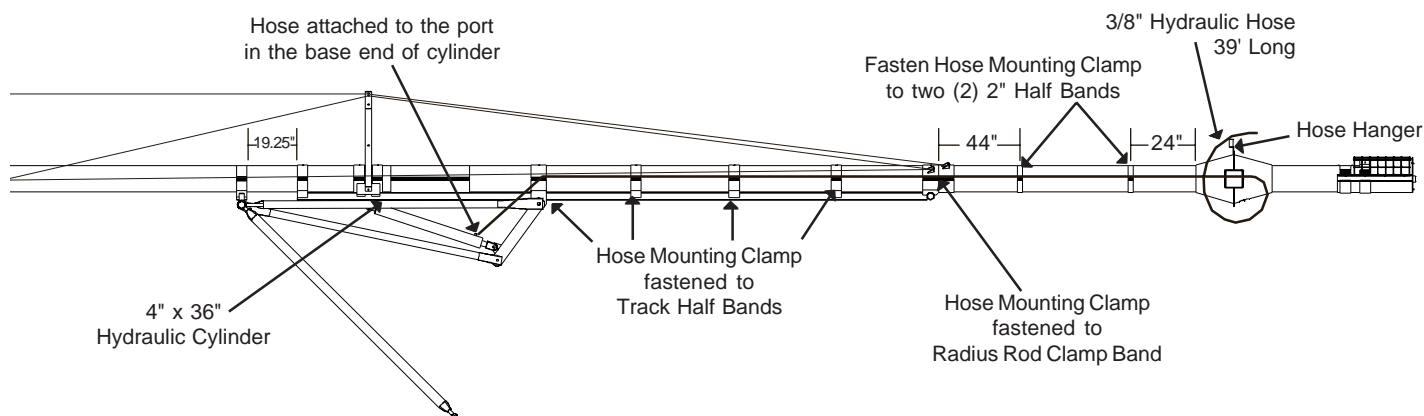 Hose attached to the port
in the base end of cylinder
3/8" Hydraulic Hose
39' Long
Fasten Hose Mounting Clamp
to two (2) 2" Half Bands
Hose Hanger
19.25"
44"
24"
Hose Mounting Clamp
fastened to
Track Half Bands
4" x 36"
Hydraulic Cylinder
Hose Mounting Clamp
fastened to
Radius Rod Clamp Band